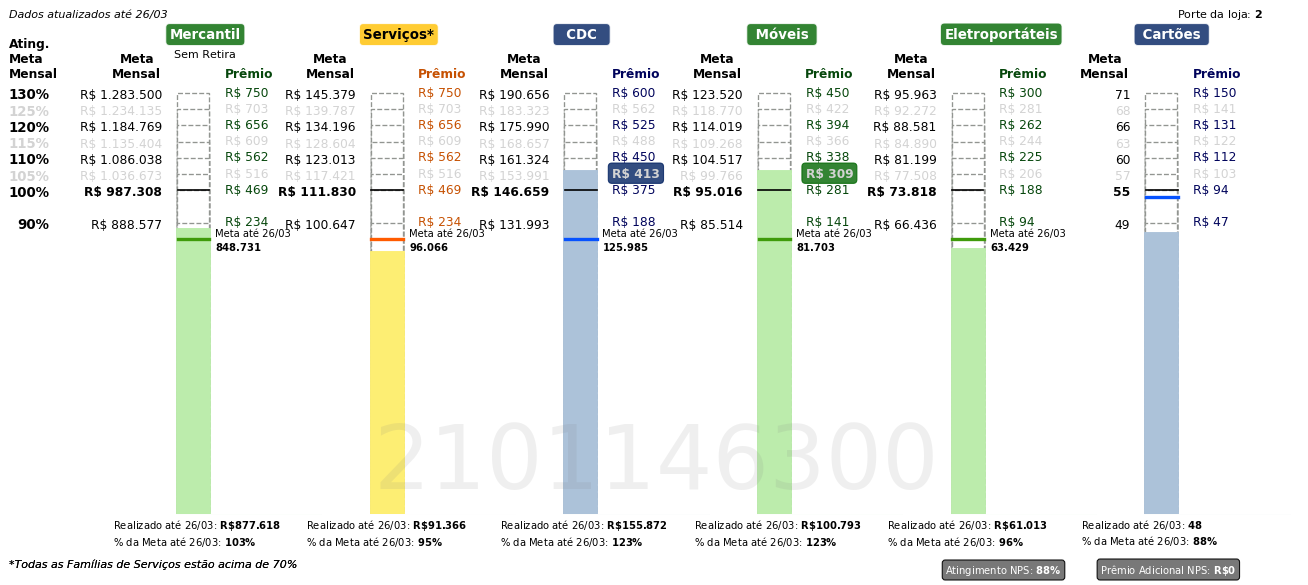 Dados atualizados até 26/03
Porte da loja: 2
Mercantil Serviços* CDC Móveis Eletroportáteis Cartões
Sem Retira
Ating. Meta Mensal
Meta Mensal Prêmio Meta Mensal Prêmio Meta Mensal Prêmio Meta Mensal Prêmio Meta Mensal Prêmio Meta Mensal Prêmio
130% R$ 1.283.500 R$ 750 R$ 145.379 R$ 750 R$ 190.656 R$ 600 R$ 123.520 R$ 450 R$ 95.963 R$ 300 71 R$ 150
125% R$ 1.234.135 R$ 703 R$ 139.787 R$ 703 R$ 183.323 R$ 562 R$ 118.770 R$ 422 R$ 92.272 R$ 281 68 R$ 141
120% R$ 1.184.769 R$ 656 R$ 134.196 R$ 656 R$ 175.990 R$ 525 R$ 114.019 R$ 394 R$ 88.581 R$ 262 66 R$ 131
115% R$ 1.135.404 R$ 609 R$ 128.604 R$ 609 R$ 168.657 R$ 488 R$ 109.268 R$ 366 R$ 84.890 R$ 244 63 R$ 122
110% R$ 1.086.038 R$ 562 R$ 123.013 R$ 562 R$ 161.324 R$ 450 R$ 104.517 R$ 338 R$ 81.199 R$ 225 60 R$ 112
105% R$ 1.036.673 R$ 516 R$ 117.421 R$ 516 R$ 153.991 R$ 413 R$ 99.766 R$ 309 R$ 77.508 R$ 206 57 R$ 103
100% R$ 987.308 R$ 469 R$ 111.830 R$ 469 R$ 146.659 R$ 375 R$ 95.016 R$ 281 R$ 73.818 R$ 188 55 R$ 94
90% R$ 888.577 R$ 234 R$ 100.647 R$ 234 R$ 131.993 R$ 188 R$ 85.514 R$ 141 R$ 66.436 R$ 94 49 R$ 47
Meta até 26/03 Meta até 26/03 Meta até 26/03 Meta até 26/03 Meta até 26/03
848.731 96.066 125.985 81.703 63.429
2101146300
Realizado até 26/03: R$877.618 Realizado até 26/03: R$91.366 Realizado até 26/03: R$155.872 Realizado até 26/03: R$100.793 Realizado até 26/03: R$61.013 Realizado até 26/03: 48
% da Meta até 26/03: 103% % da Meta até 26/03: 95% % da Meta até 26/03: 123% % da Meta até 26/03: 123% % da Meta até 26/03: 96% % da Meta até 26/03: 88%
*Todas as Famílias de Serviços estão acima de 70%
Atingimento NPS: 88% Prêmio Adicional NPS: R$0